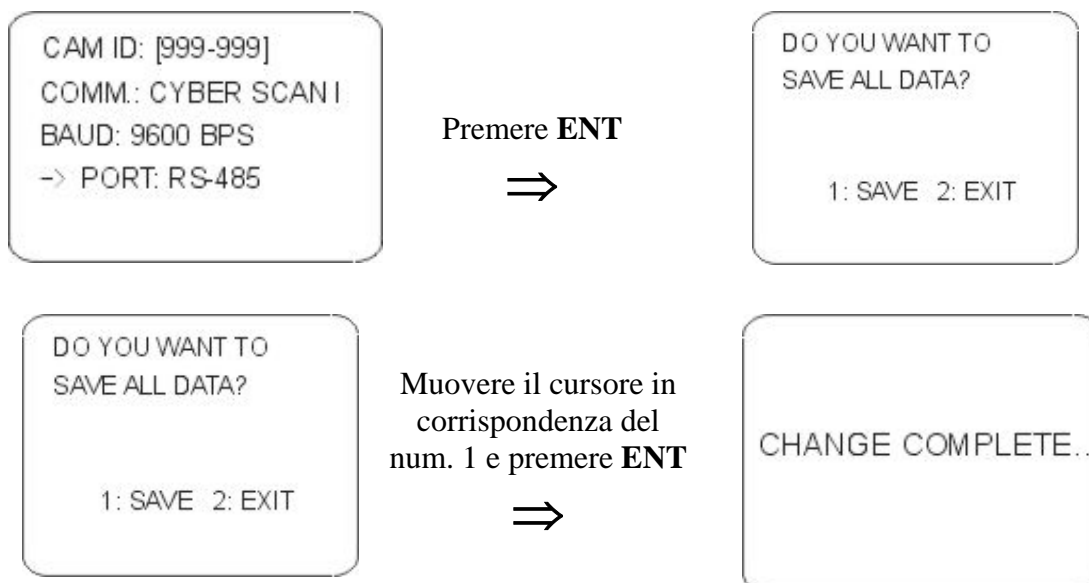 CAM ID: [999-999]
COMM.: CYBER SCAN I
BAUD: 9600 BPS
-> PORT: RS-485
Premere ENT
⇒
DO YOU WANT TO
SAVE ALL DATA?
1: SAVE 2: EXIT
DO YOU WANT TO
SAVE ALL DATA?
1: SAVE 2: EXIT
Muovere il cursore in
corrispondenza del
num. 1 e premere ENT
⇒
CHANGE COMPLETE..